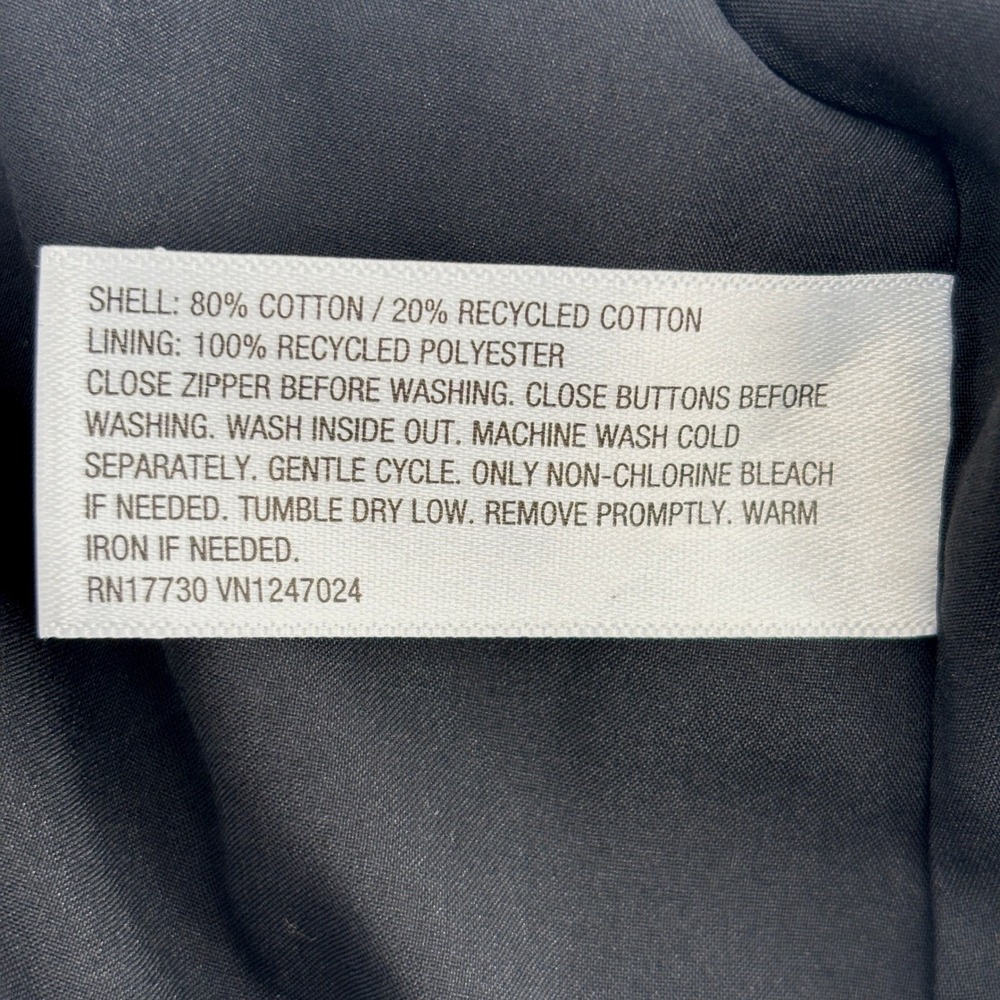 SHELL: 80% COTTON / 20% RECYCLED COTTON
LINING: 100% RECYCLED POLYESTER
CLOSE ZIPPER BEFORE WASHING. CLOSE BUTTONS BEFORE
WASHING. WASH INSIDE OUT. MACHINE WASH COLD
SEPARATELY. GENTLE CYCLE. ONLY NON-CHLORINE BLEACH
IF NEEDED. TUMBLE DRY LOW. REMOVE PROMPTLY. WARM
IRON IF NEEDED.
RN17730 VN1247024